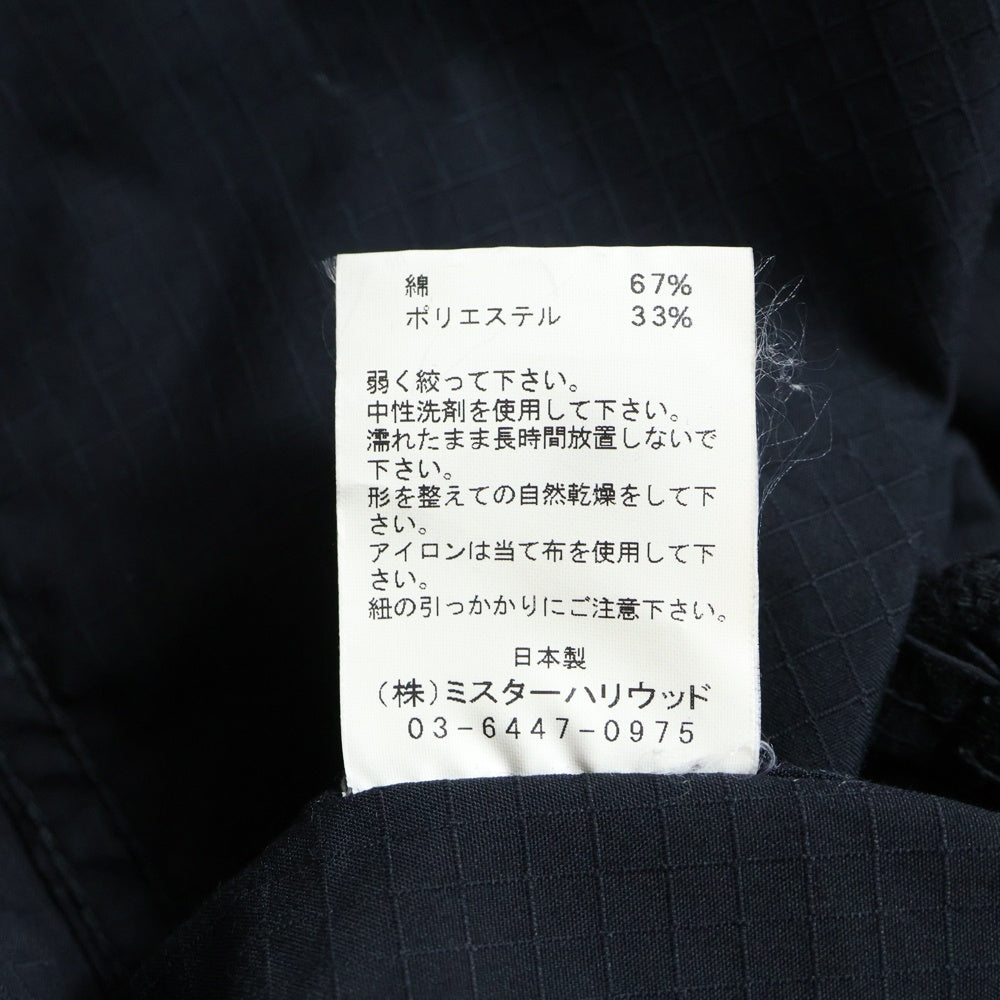 綿 67%
ポリエステル 33%
弱く絞って下さい。
中性洗剤を使用して下さい。
濡れたまま長時間放置しないで
下さい。
形を整えての自然乾燥をして下
さい。
アイロンは当て布を使用して下
さい。
紐の引っかかりにご注意下さい。
日本製
(株)ミスターハリウッド
03-6447-0975